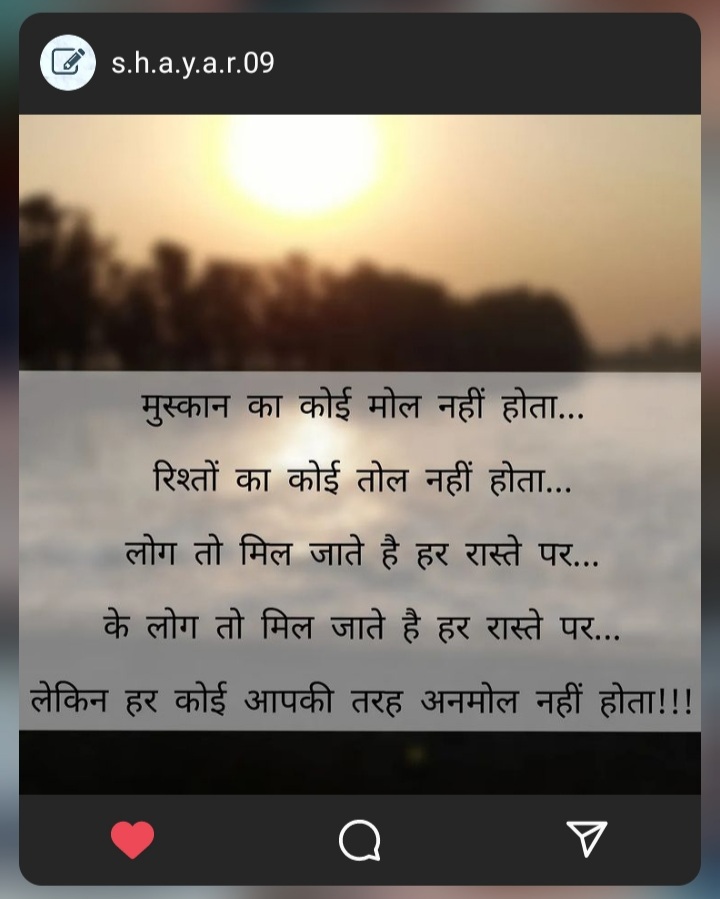 s.h.a.y.a.r.09
मुस्कान का कोई मोल नहीं होता...
रिश्तों का कोई तोल नहीं होता...
लोग तो मिल जाते है हर रास्ते पर...
के लोग तो मिल जाते है हर रास्ते पर...
लेकिन हर कोई आपकी तरह अनमोल नहीं होता!!!